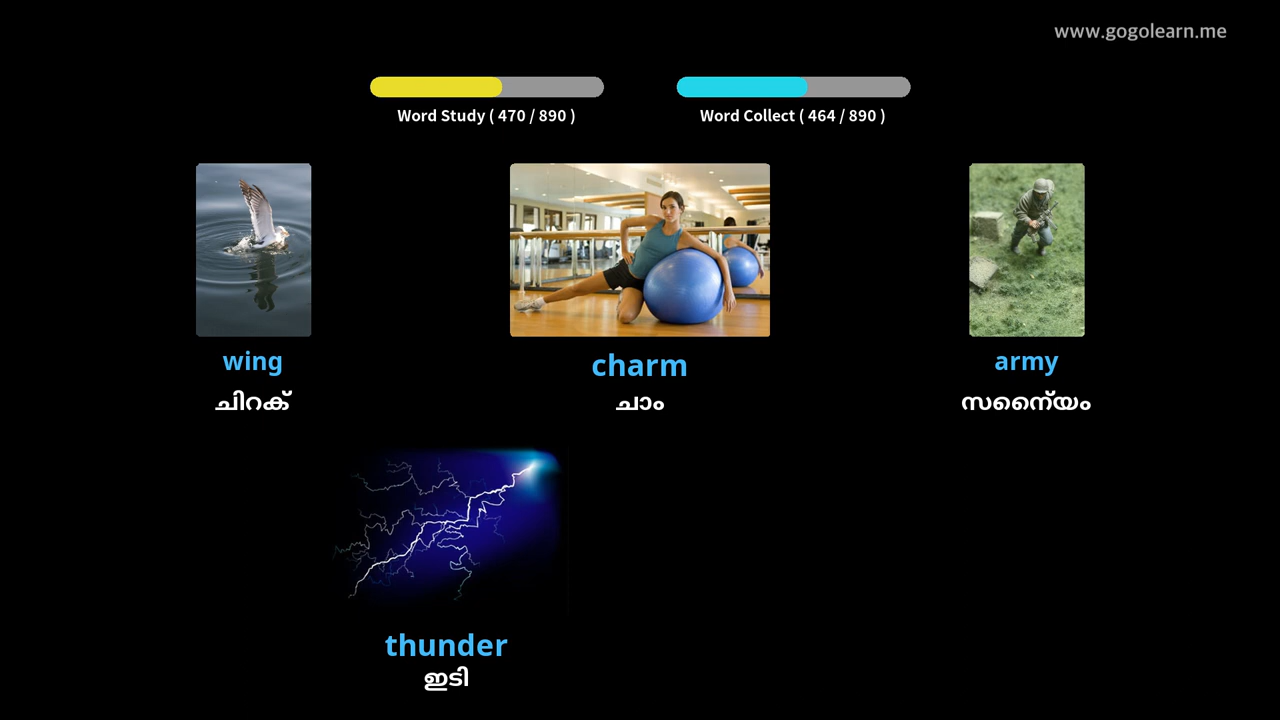 www.gogolearn.me
Word Study ( 470 / 890 )
Word Collect ( 464 / 890 )
wing
charm
army
ചിറക്
ചാം
സൈന്യം
thunder
ഇടി